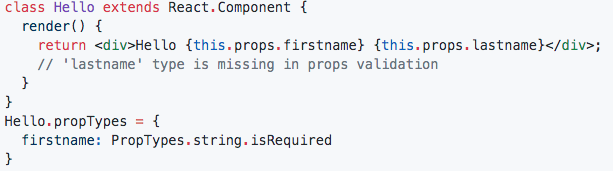 class Hello extends React.Component {
  render() {
    return <div>Hello {this.props.firstname} {this.props.lastname}</div>;
    // 'lastname' type is missing in props validation
  }
}
Hello.propTypes = {
  firstname: PropTypes.string.isRequired
}